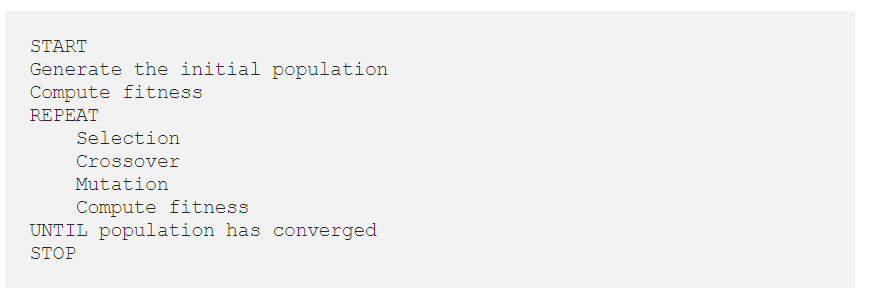 START
Generate the initial population
Compute fitness
REPEAT
    Selection
    Crossover
    Mutation
    Compute fitness
UNTIL population has converged
STOP